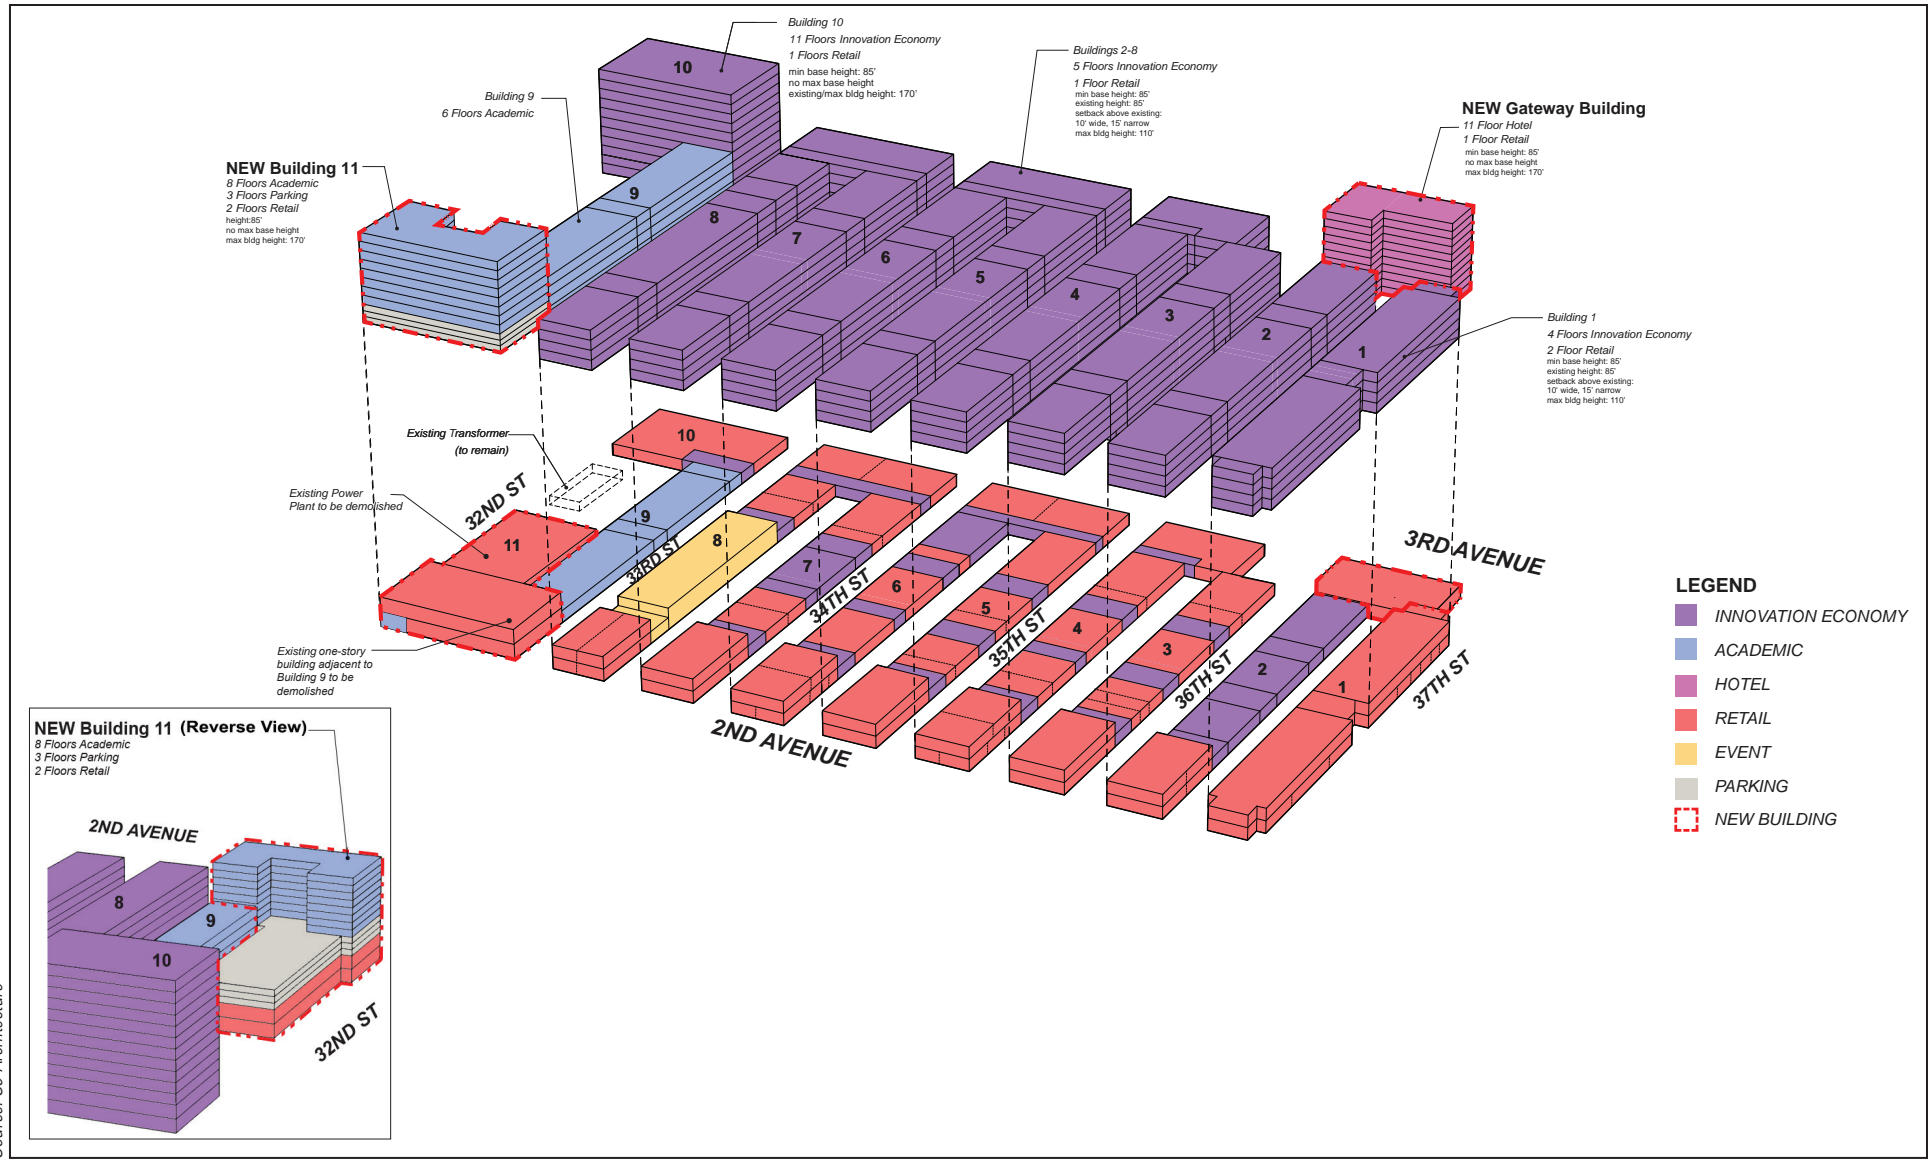 Building 10
11 Floors Innovation Economy
1 Floors Retail
min base height: 85'
no max base height
existing/max bldg height: 170'
Buildings 2-8
5 Floors Innovation Economy
1 Floor Retail
min base height: 85'
existing height: 85'
setback above existing:
10' wide, 15' narrow
max bldg height: 110'
Building 9
6 Floors Academic
NEW Gateway Building
11 Floor Hotel
1 Floor Retail
min base height: 85'
no max base height
max bldg height: 170'
NEW Building 11
8 Floors Academic
3 Floors Parking
2 Floors Retail
height:85'
no max base height
max bldg height: 170'
10
9
8
7
6
5
4
3
2
1
Building 1
4 Floors Innovation Economy
2 Floor Retail
min base height: 85'
existing height: 85'
setback above existing:
10' wide, 15' narrow
max bldg height: 110'
Existing Transformer
(to remain)
Existing Power
Plant to be demolished
32ND ST
33RD ST
34TH ST
35TH ST
36TH ST
37TH ST
3RD AVENUE
2ND AVENUE
10
11
9
8
7
6
5
4
3
2
1
Existing one-story
building adjacent to
Building 9 to be
demolished
LEGEND
INNOVATION ECONOMY
ACADEMIC
HOTEL
RETAIL
EVENT
PARKING
NEW BUILDING
NEW Building 11 (Reverse View)
8 Floors Academic
3 Floors Parking
2 Floors Retail
2ND AVENUE
8
9
10
32ND ST